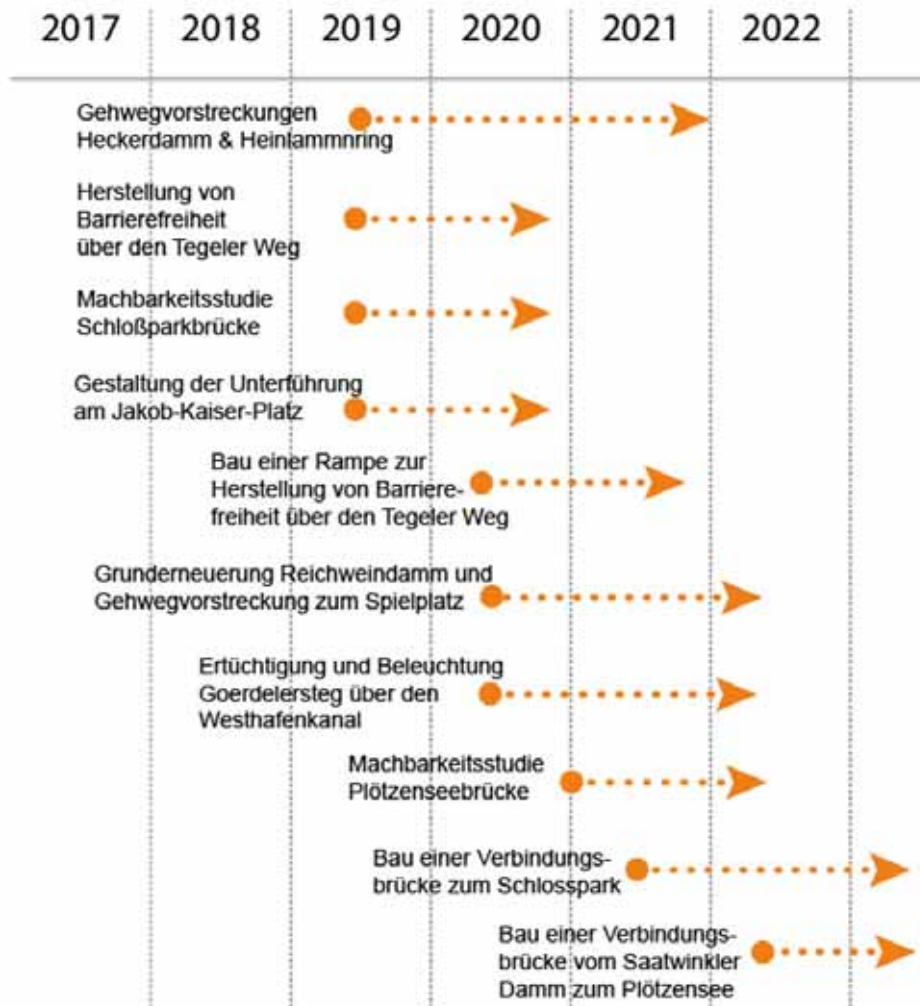 2017 2018 2019 2020 2021 2022
Gehwegvorstreckungen
Heckerdamm & Heinlammnring
Herstellung von
Barrierefreiheit
über den Tegeler Weg
Machbarkeitsstudie
Schloßparkbrücke
Gestaltung der Unterführung
am Jakob-Kaiser-Platz
Bau einer Rampe zur
Herstellung von Barriere-
freiheit über den Tegeler Weg
Grunderneuerung Reichweindamm und
Gehwegvorstreckung zum Spielplatz
Ertüchtigung und Beleuchtung
Goerdelersteg über den
Westhafenkanal
Machbarkeitsstudie
Plötzenseebrücke
Bau einer Verbindungs-
brücke zum Schlosspark
Bau einer Verbindungs-
brücke vom Saatwinkler
Damm zum Plötzensee